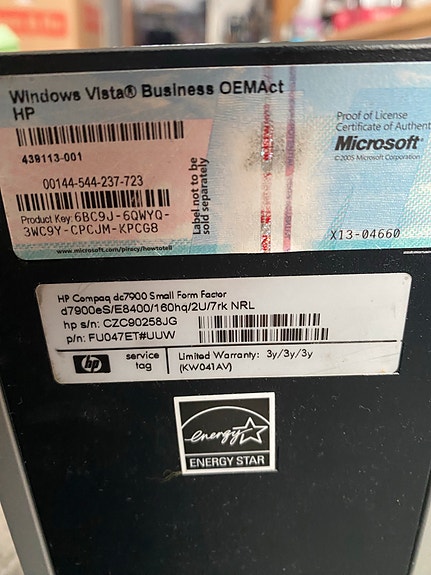 Windows Vista® Business OEMAct
HP
439113-001
00144-544-237-723
Product Key: 6BC9J-6QWYQ-
3WC9Y-CPCJM-KPCG8
www.microsoft.com/piracy/howtotell
Label not to be
sold separately
Proof of License
Certificate of Authent
Microsoft®
©2005 Microsoft Corporation
X13-04660
HP Compaq dc7900 Small Form Factor
d7900eS/E8400/160hq/2U/7rk NRL
hp s/n: CZC90258JG
p/n: FU047ET#UUW
hp
service
tag
Limited Warranty: 3y/3y/3y
(KW041AV)
energy
ENERGY STAR